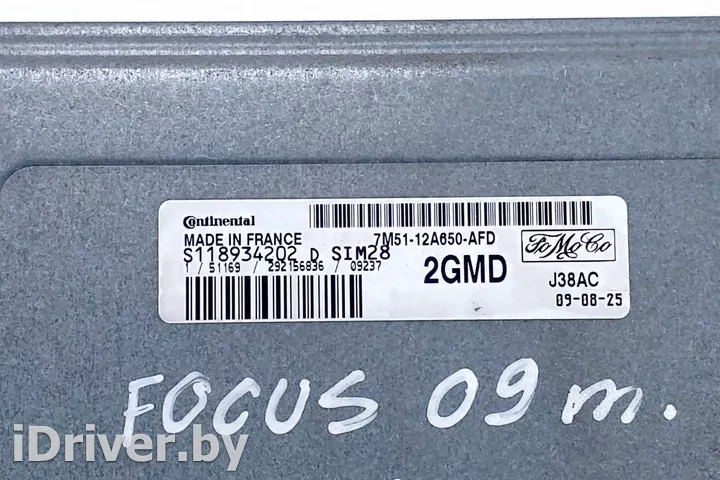 Continental
MADE IN FRANCE
7M51-12A650-AFD
S118934202 D SIM28
1 / 51169 / 292156836 / 09237
2GMD
FoMoCo
J38AC
09-08-25
FOCUS 09 m.
iDriver.by